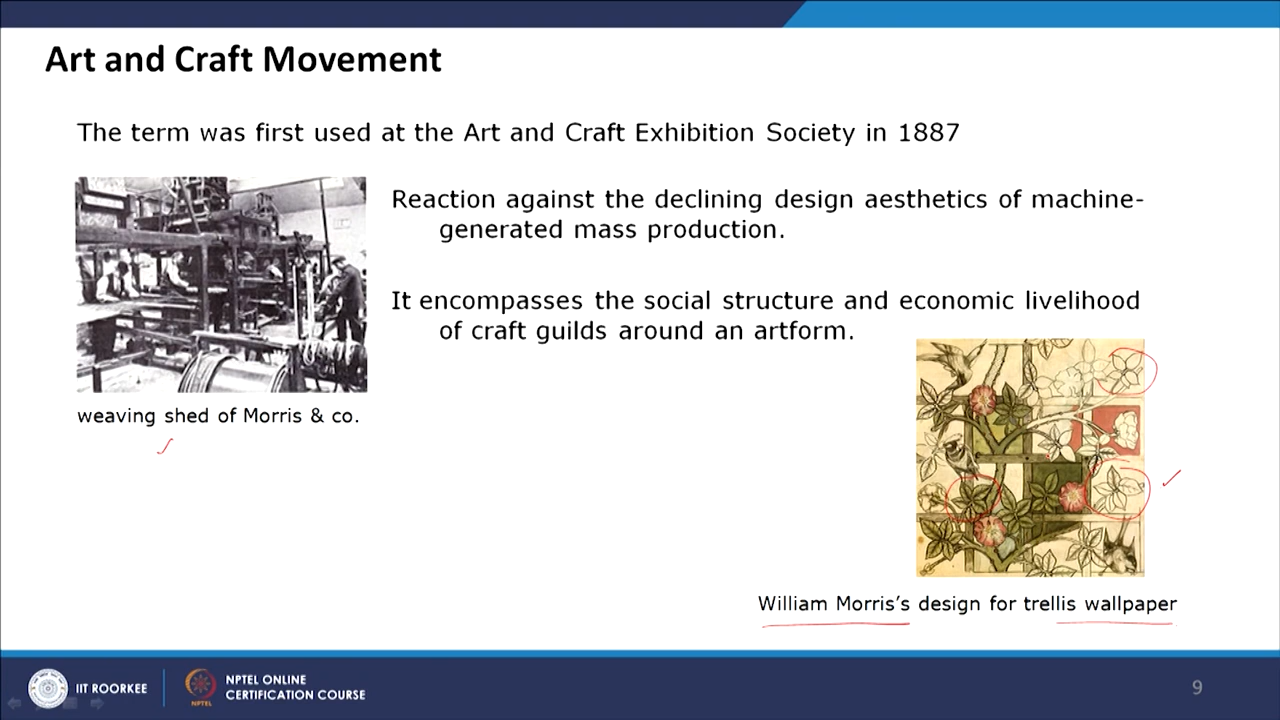 Art and Craft Movement
The term was first used at the Art and Craft Exhibition Society in 1887
Reaction against the declining design aesthetics of machine-
generated mass production.
It encompasses the social structure and economic livelihood
of craft guilds around an artform.
weaving shed of Morris & co.
William Morris's design for trellis wallpaper
IIT ROORKEE
NPTEL
NPTEL ONLINE
CERTIFICATION COURSE
9